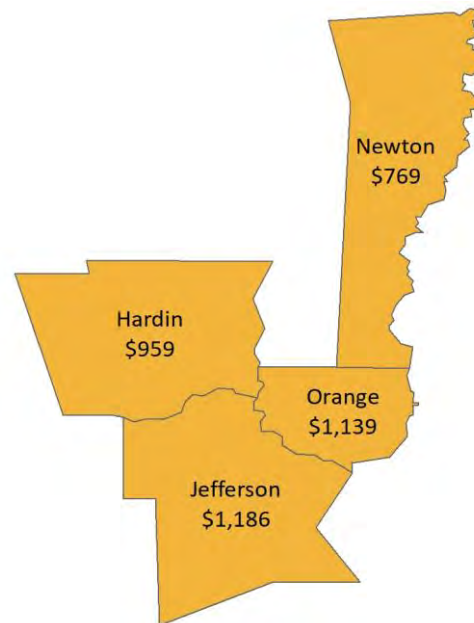 Newton
$769
Hardin
$959
Orange
$1,139
Jefferson
$1,186